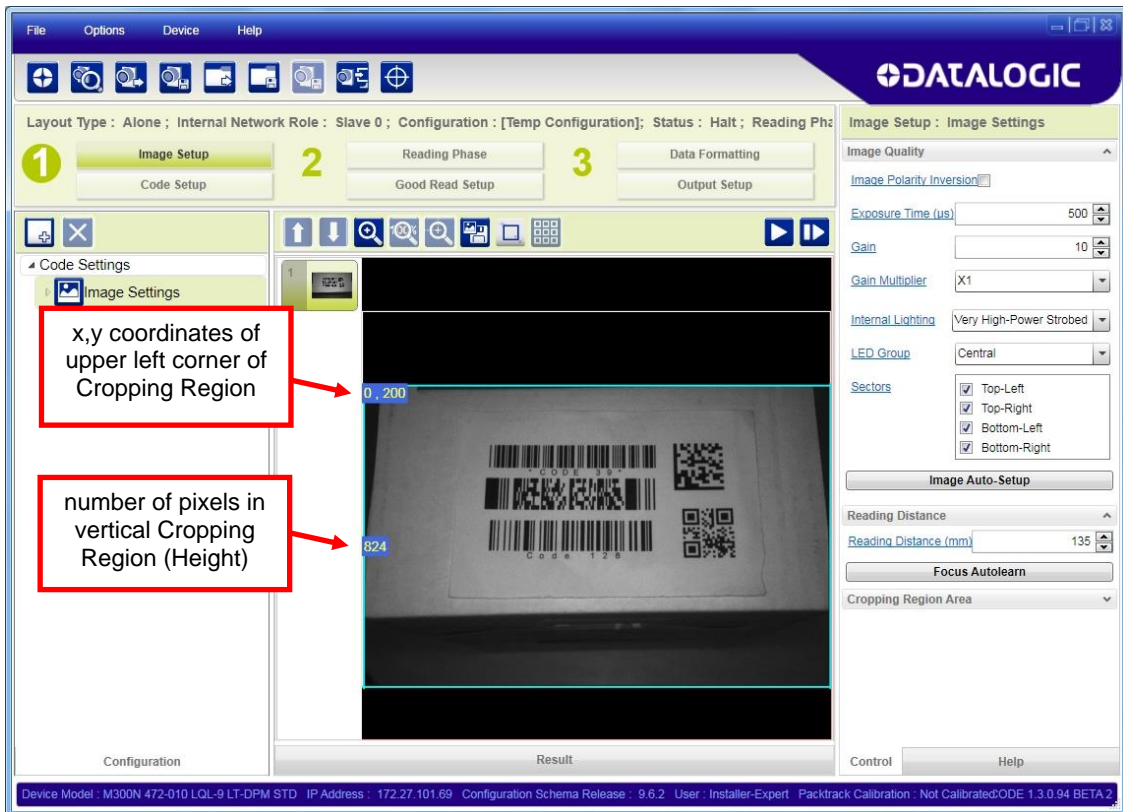 File Options Device Help
DATALOGIC
Layout Type : Alone ; Internal Network Role : Slave 0 ; Configuration : [Temp Configuration]; Status : Halt ; Reading Pha
1 Image Setup 2 Reading Phase 3 Data Formatting
Code Setup Good Read Setup Output Setup
Code Settings
Image Settings
x,y coordinates of
upper left corner of
Cropping Region
number of pixels in
vertical Cropping
Region (Height)
Configuration
1
0 , 200
*CODE 39*
824
Code 128
Result
Image Setup : Image Settings
Image Quality
Image Polarity Inversion
Exposure Time (µs) 500
Gain 10
Gain Multiplier X1
Internal Lighting Very High-Power Strobed
LED Group Central
Sectors Top-Left
Top-Right
Bottom-Left
Bottom-Right
Image Auto-Setup
Reading Distance
Reading Distance (mm) 135
Focus Autolearn
Cropping Region Area
Control Help
Device Model : M300N 472-010 LQL-9 LT-DPM STD IP Address : 172.27.101.69 Configuration Schema Release : 9.6.2 User : Installer-Expert Packtrack Calibration : Not Calibrated:ODE 1.3.0.94 BETA 2